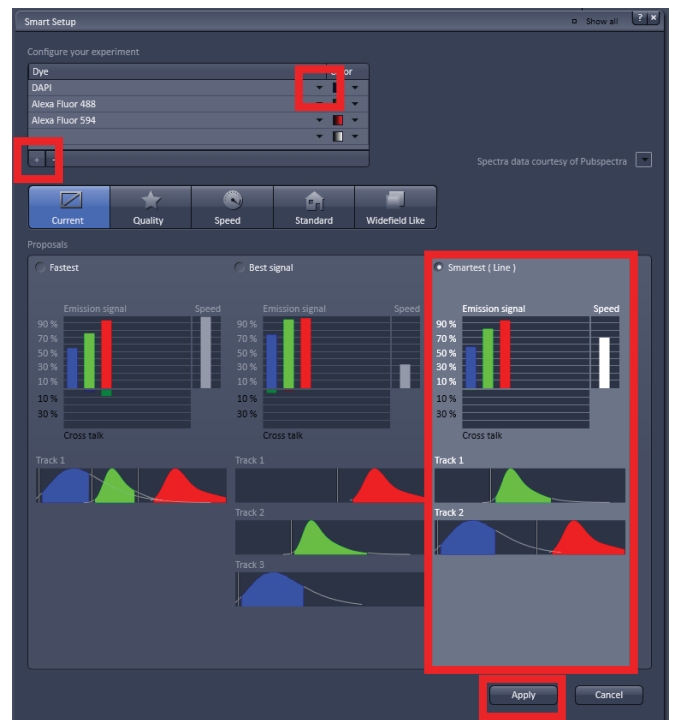 Smart Setup
Show all ? x
Configure your experiment
Dye
DAPI
Alexa Fluor 488
Alexa Fluor 594
+ -
Spectra data courtesy of Pubspectra
Current Quality Speed Standard Widefield Like
Proposals
Fastest Best signal Smartest ( Line )
Emission signal Speed Emission signal Speed Emission signal Speed
90 % 90 % 90 %
70 % 70 % 70 %
50 % 50 % 50 %
30 % 30 % 30 %
10 % 10 % 10 %
10 % 10 % 10 %
30 % 30 % 30 %
Cross talk Cross talk Cross talk
Track 1 Track 1 Track 1
Track 2 Track 2
Track 3
Apply Cancel